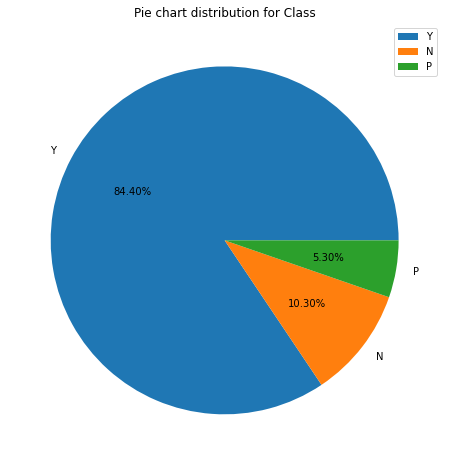 Pie chart distribution for Class
Y
N
P
Y
84.40%
5.30%
P
10.30%
N